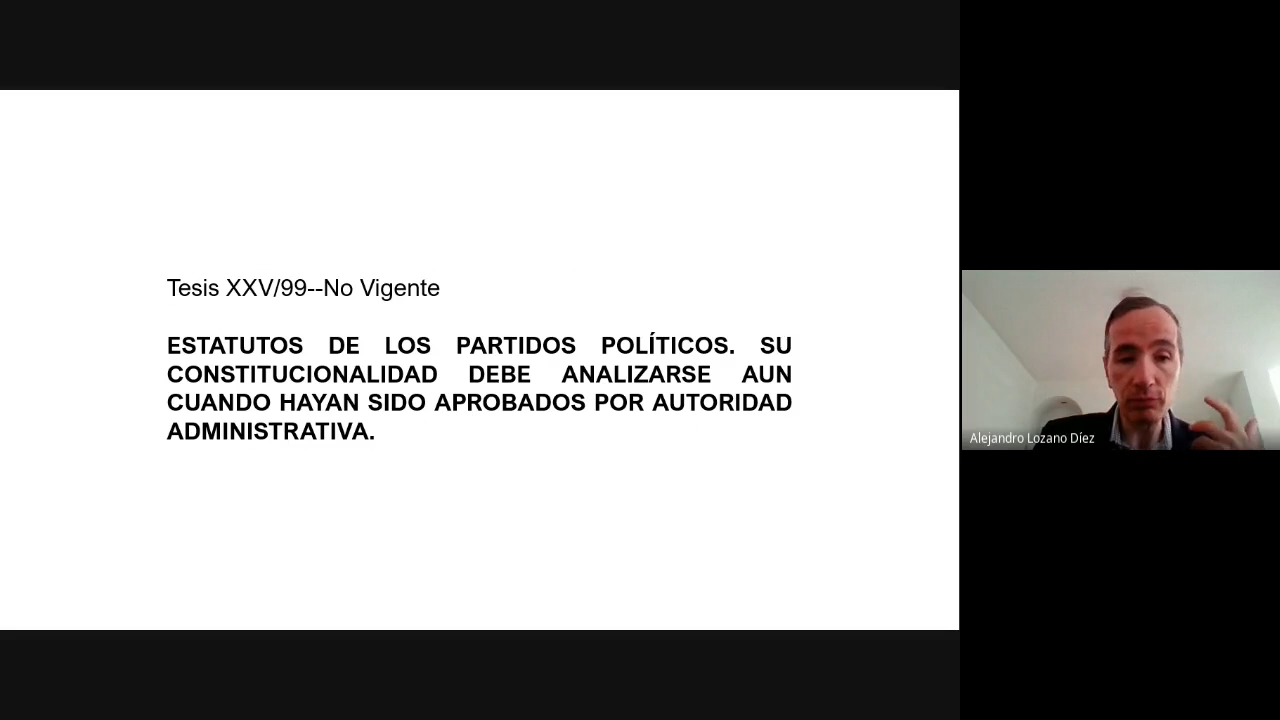 Tesis XXV/99--No Vigente
ESTATUTOS DE LOS PARTIDOS POLÍTICOS. SU
CONSTITUCIONALIDAD DEBE ANALIZARSE AUN
CUANDO HAYAN SIDO APROBADOS POR AUTORIDAD
ADMINISTRATIVA.
Alejandro Lozano Díez